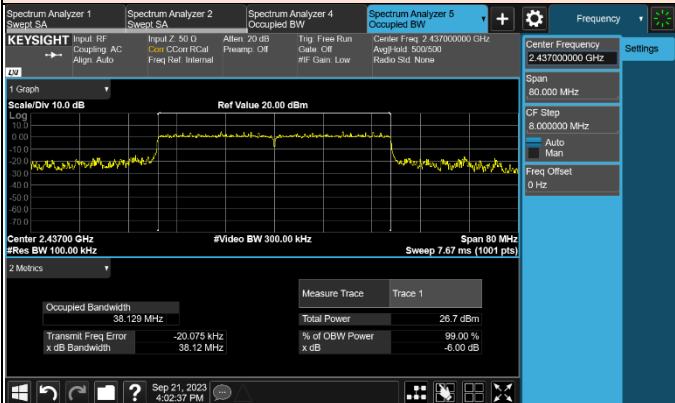 Spectrum Analyzer 1
Swept SA
Spectrum Analyzer 2
Swept SA
Spectrum Analyzer 4
Occupied BW
Spectrum Analyzer 5
Occupied BW
Frequency
KEYSIGHT
Input: RF
Coupling: AC
Align: Auto
Input Z: 50 Ω
Corr CCorr RCal
Freq Ref: Internal
Atten: 20 dB
Preamp: Off
Trig: Free Run
Gate: Off
#IF Gain: Low
Center Freq: 2.437000000 GHz
Avg|Hold: 500/500
Radio Std: None
LXI
Center Frequency
2.437000000 GHz
Settings
Span
80.000 MHz
CF Step
8.000000 MHz
Auto
Man
Freq Offset
0 Hz
1 Graph
Scale/Div 10.0 dB
Ref Value 20.00 dBm
Log
10.0
0.00
-10.0
-20.0
-30.0
-40.0
-50.0
-60.0
-70.0
Center 2.43700 GHz
#Video BW 300.00 kHz
Span 80 MHz
#Res BW 100.00 kHz
Sweep 7.67 ms (1001 pts)
2 Metrics
Measure Trace
Trace 1
Occupied Bandwidth
38.129 MHz
Total Power
26.7 dBm
Transmit Freq Error
-20.075 kHz
% of OBW Power
99.00 %
x dB Bandwidth
38.12 MHz
x dB
-6.00 dB
?
Sep 21, 2023
4:02:37 PM